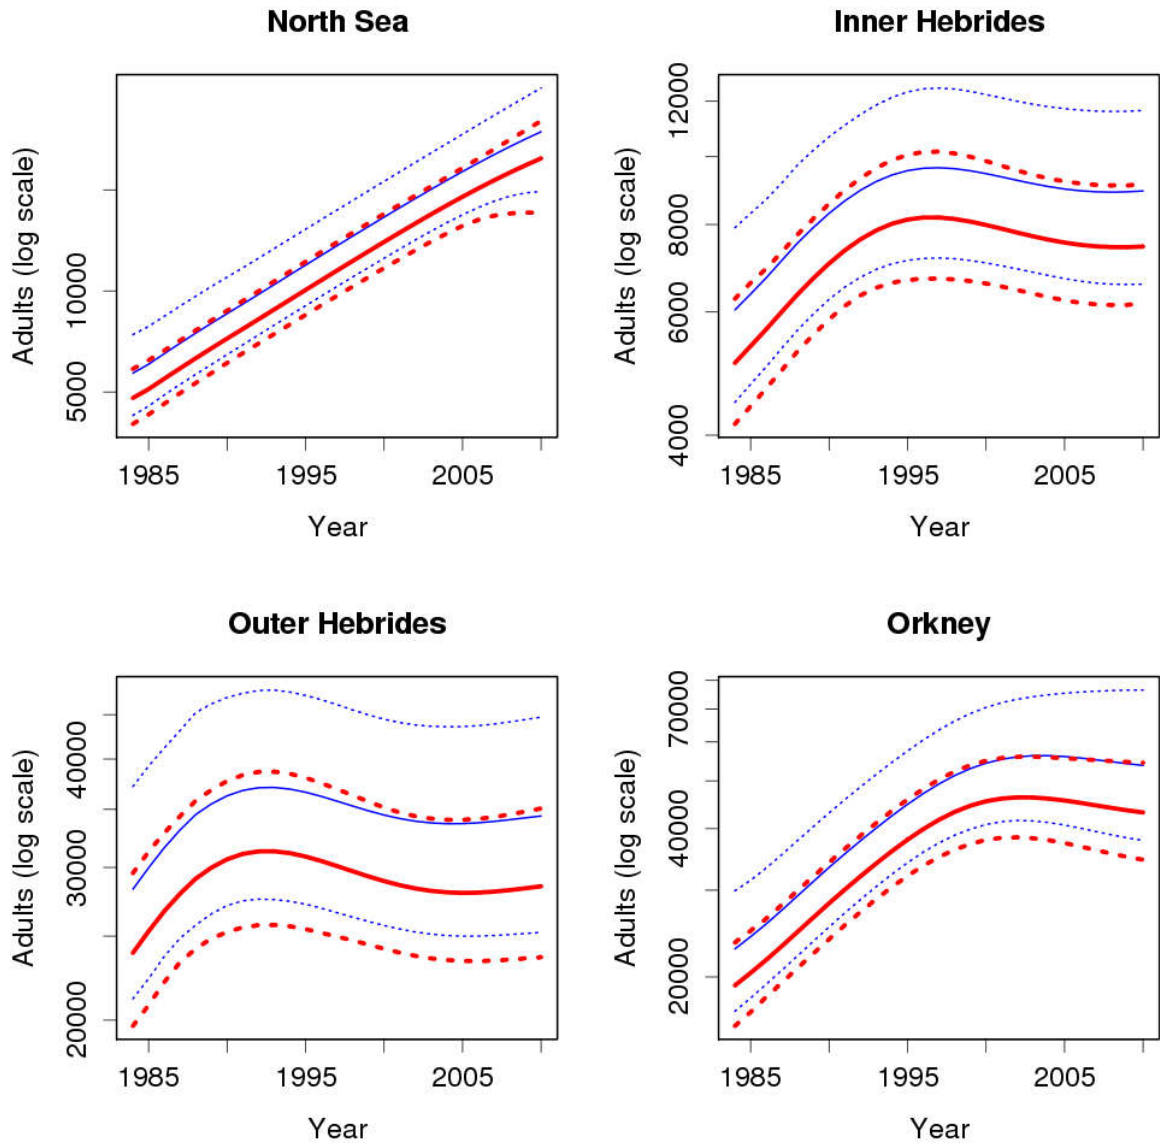 North Sea
Adults (log scale)
5000 10000
1985 1995 2005
Year
Inner Hebrides
Adults (log scale)
4000 6000 8000 12000
1985 1995 2005
Year
Outer Hebrides
Adults (log scale)
20000 30000 40000
1985 1995 2005
Year
Orkney
Adults (log scale)
20000 40000 70000
1985 1995 2005
Year